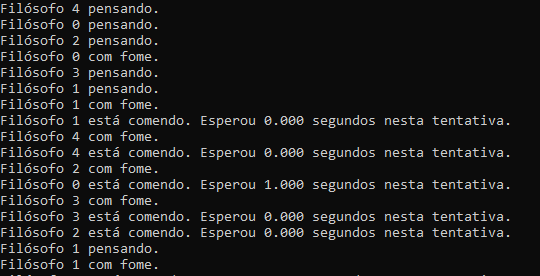 Filósofo 4 pensando.
Filósofo 0 pensando.
Filósofo 2 pensando.
Filósofo 0 com fome.
Filósofo 3 pensando.
Filósofo 1 pensando.
Filósofo 1 com fome.
Filósofo 1 está comendo. Esperou 0.000 segundos nesta tentativa.
Filósofo 4 com fome.
Filósofo 4 está comendo. Esperou 0.000 segundos nesta tentativa.
Filósofo 2 com fome.
Filósofo 0 está comendo. Esperou 1.000 segundos nesta tentativa.
Filósofo 3 com fome.
Filósofo 3 está comendo. Esperou 0.000 segundos nesta tentativa.
Filósofo 2 está comendo. Esperou 0.000 segundos nesta tentativa.
Filósofo 1 pensando.
Filósofo 1 com fome.